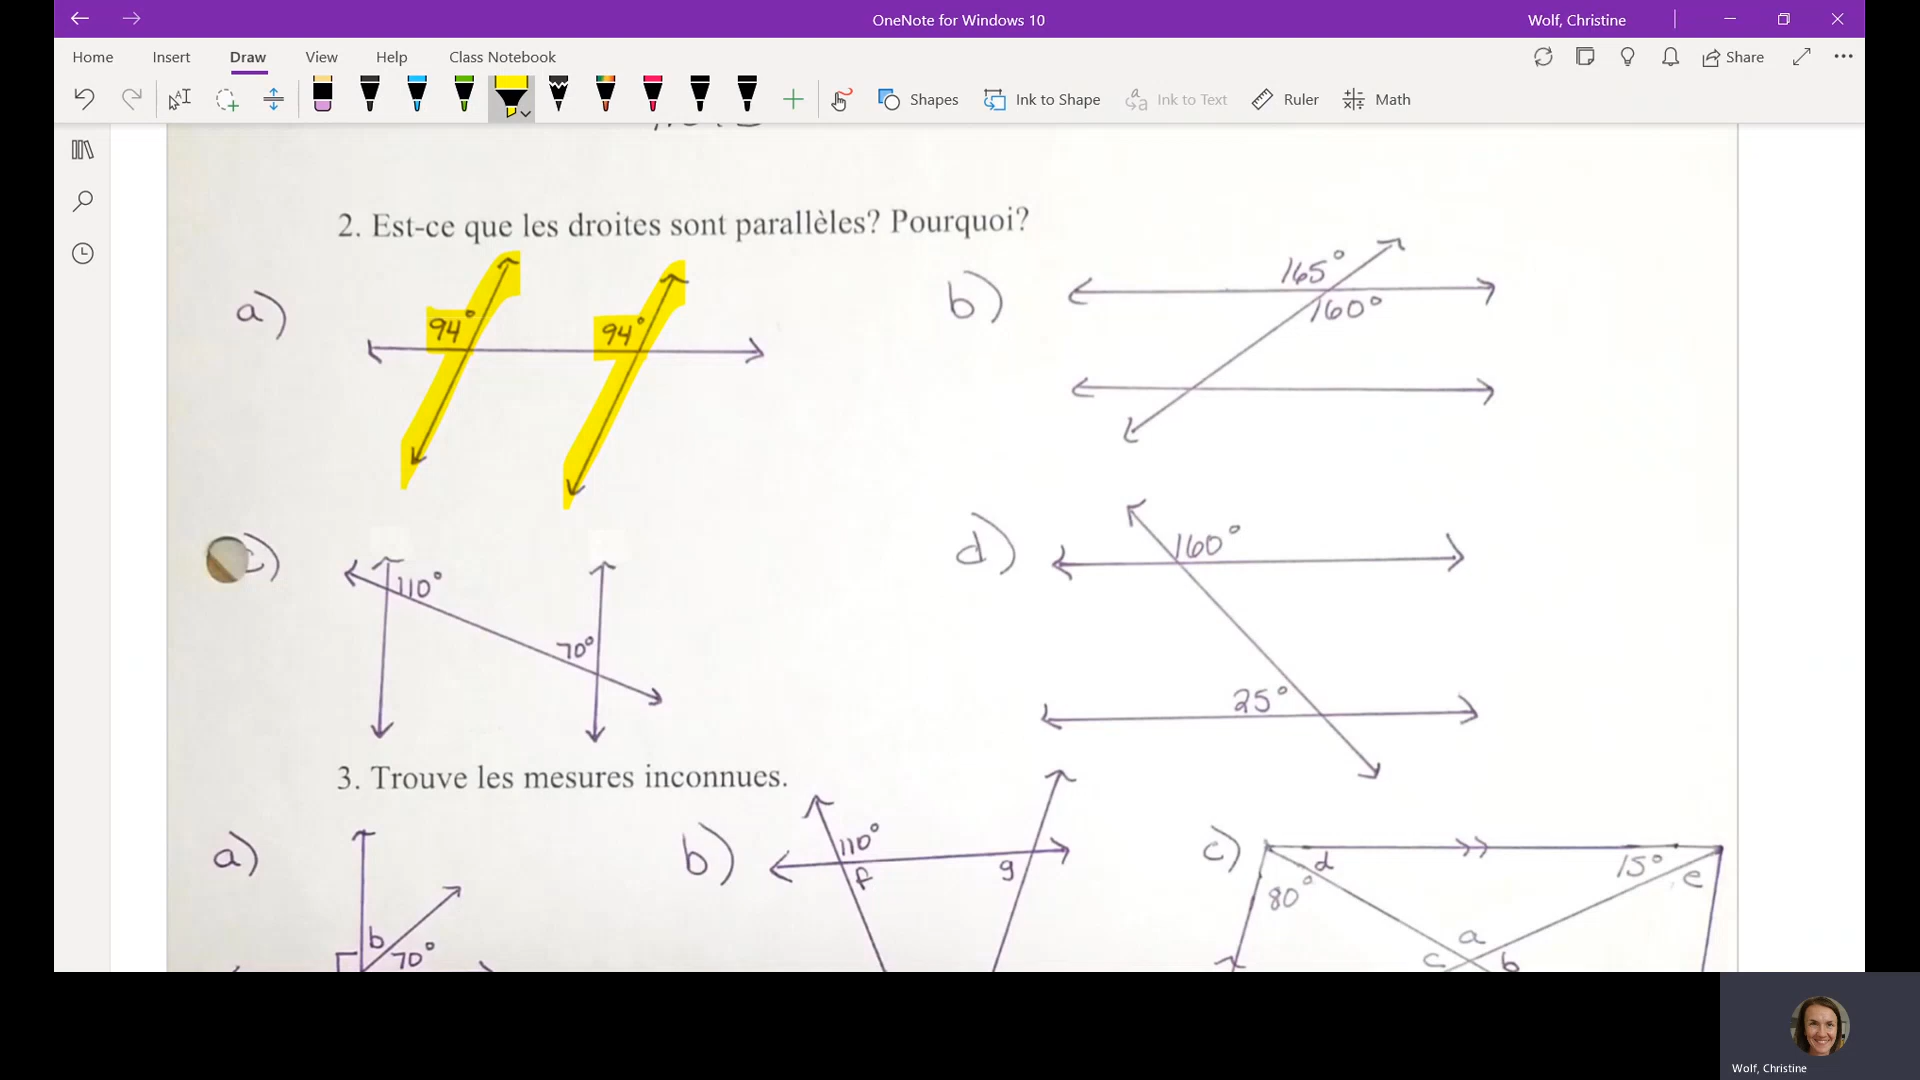 OneNote for Windows 10
Wolf, Christine
Home Insert Draw View Help Class Notebook
Share
Shapes Ink to Shape Ink to Text Ruler Math
2. Est-ce que les droites sont parallèles? Pourquoi?
a) 94° 94°
b) 165° 160°
c) 110° 70°
d) 160° 25°
3. Trouve les mesures inconnues.
a) b 70°
b) 110° f g
c) d 15° e 80° a c b
Wolf, Christine